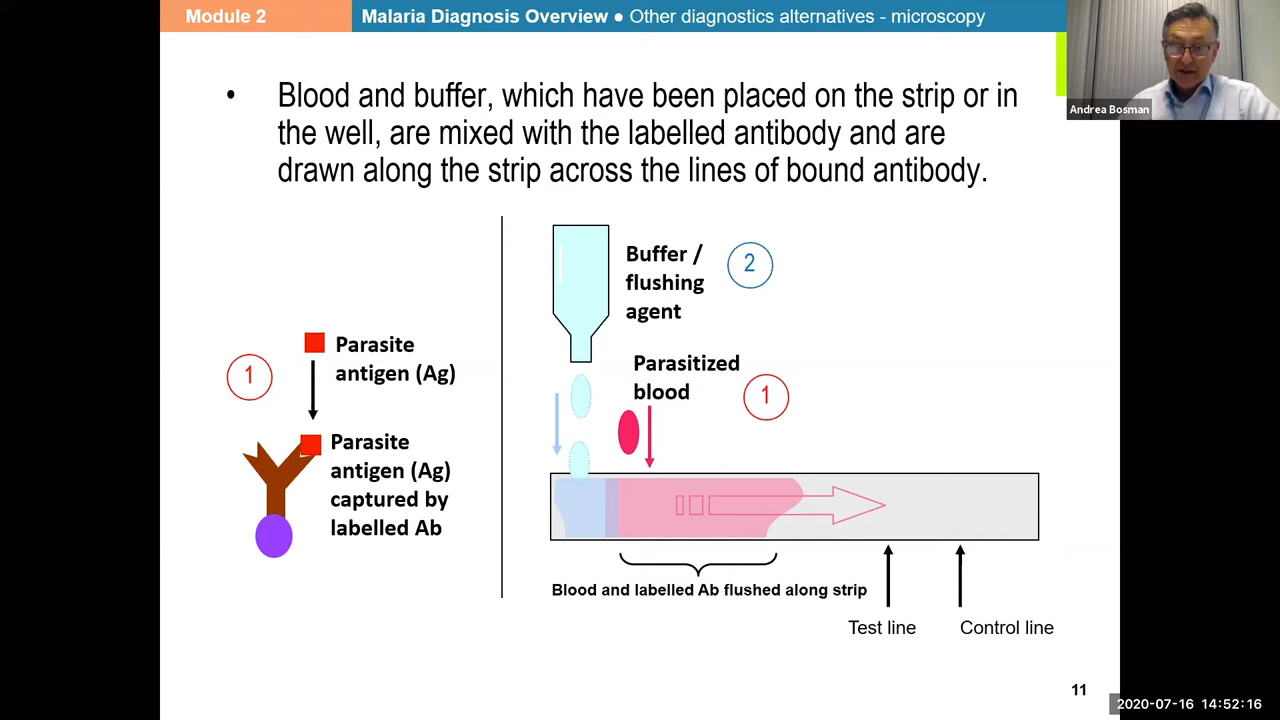 Module 2
Malaria Diagnosis Overview ● Other diagnostics alternatives - microscopy
Andrea Bosman
• Blood and buffer, which have been placed on the strip or in
the well, are mixed with the labelled antibody and are
drawn along the strip across the lines of bound antibody.
1
Parasite
antigen (Ag)
Parasite
antigen (Ag)
captured by
labelled Ab
Buffer /
flushing
agent
2
Parasitized
blood
1
Blood and labelled Ab flushed along strip
Test line
Control line
11
2020-07-16 14:52:16